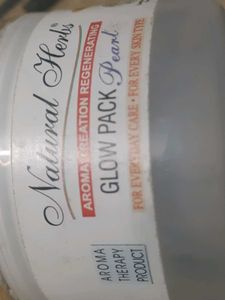 Natural Herbs®
AROMA CREATION REGENERATING
GLOW PACK Pearl
FOR EVERYDAY CARE • FOR EVERY SKIN TYPE
AROMA
THERAPY
PRODUCT